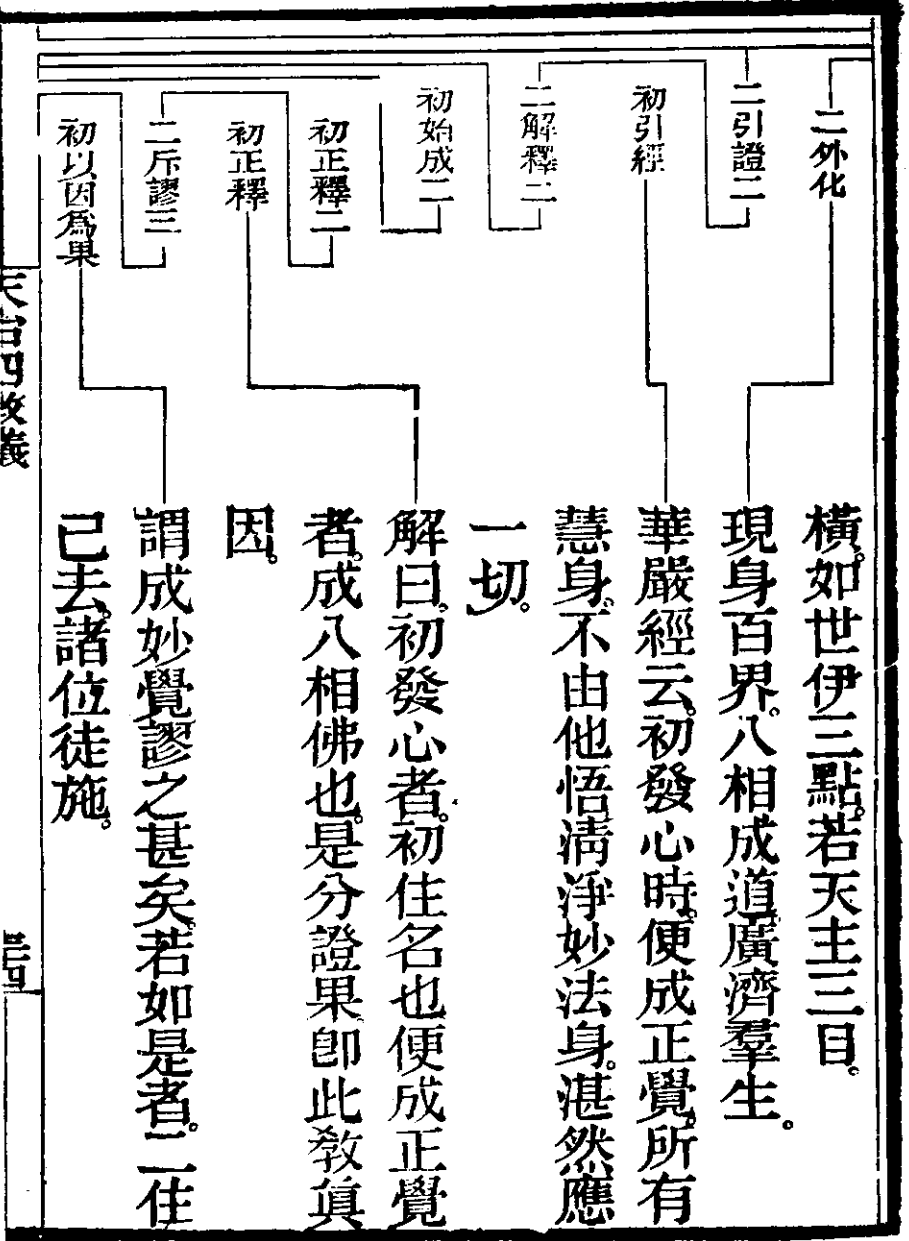 二外化
二引證二
初引經
二解釋二
初始成二
初正釋二
初正釋
二斥謬三
初以因爲果
橫。如世伊三點。若天主三目。
現身百界。八相成道。廣濟羣生。
華嚴經云。初發心時。便成正覺。所有
慧身。不由他悟。淸淨妙法身。湛然應
一切。
解曰。初發心者。初住名也。便成正覺
者。成八相佛也。是分證果。卽此敎眞
因。
謂成妙覺。謬之甚矣。若如是者。二住
已去。諸位徒施。
天台四敎義